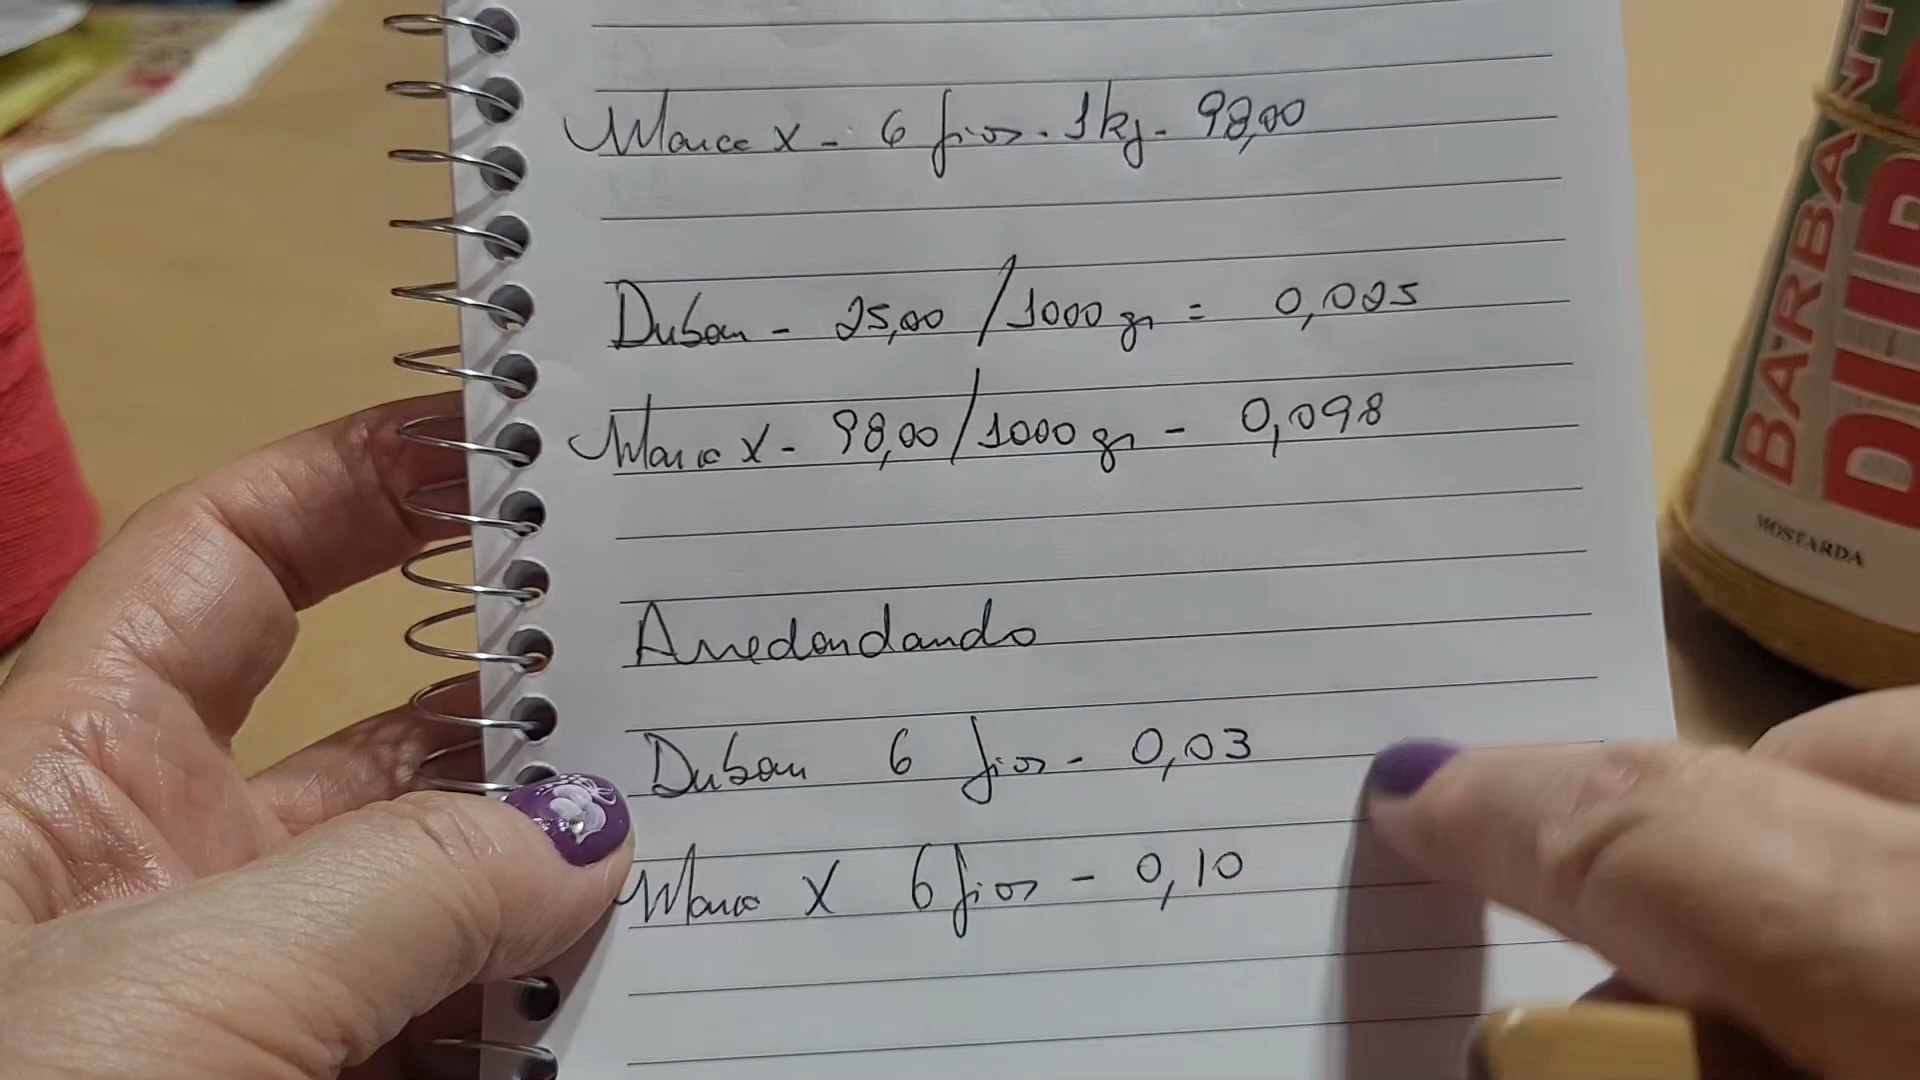 Marca X - 6 fios. 1kg. 98,00
Duban - 25,00 / 1000 gr = 0,025
Marca X - 98,00 / 1000 gr - 0,098
Arredondando
Duban 6 fios - 0,03
Marca X 6 fios - 0,10
BARBANT
MOSTARDA